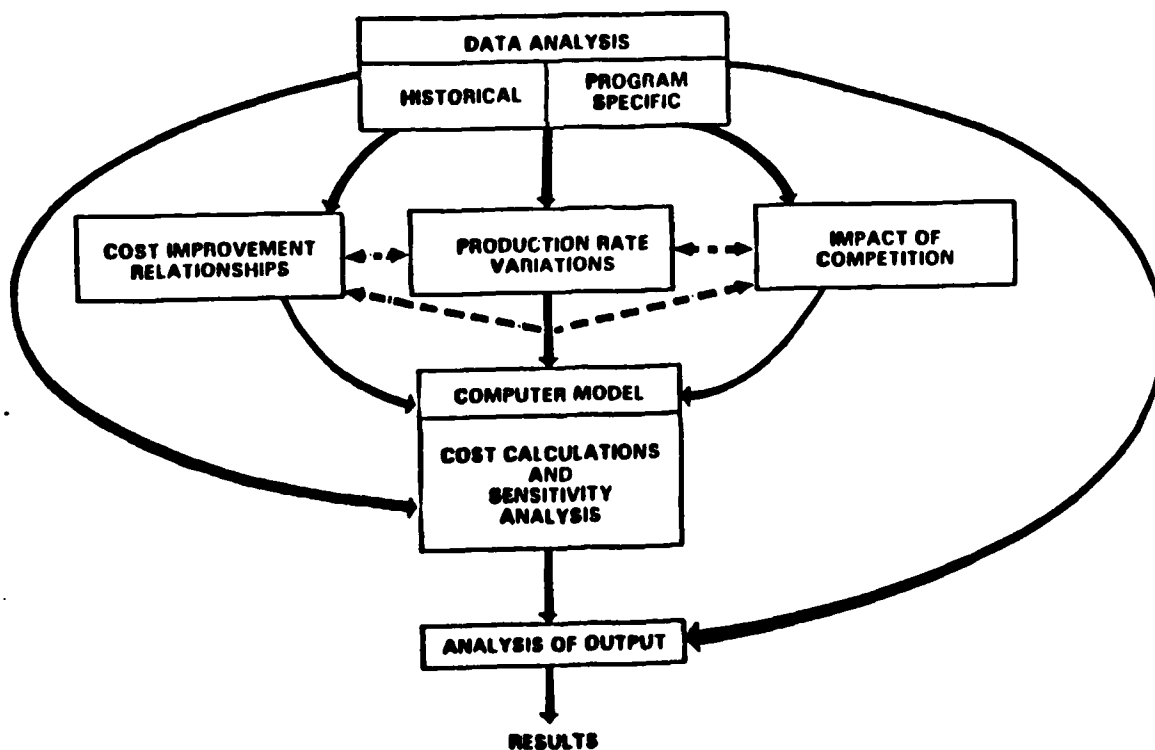 DATA ANALYSIS
HISTORICAL
PROGRAM
SPECIFIC
COST IMPROVEMENT
RELATIONSHIPS
PRODUCTION RATE
VARIATIONS
IMPACT OF
COMPETITION
COMPUTER MODEL
COST CALCULATIONS
AND
SENSITIVITY
ANALYSIS
ANALYSIS OF OUTPUT
RESULTS